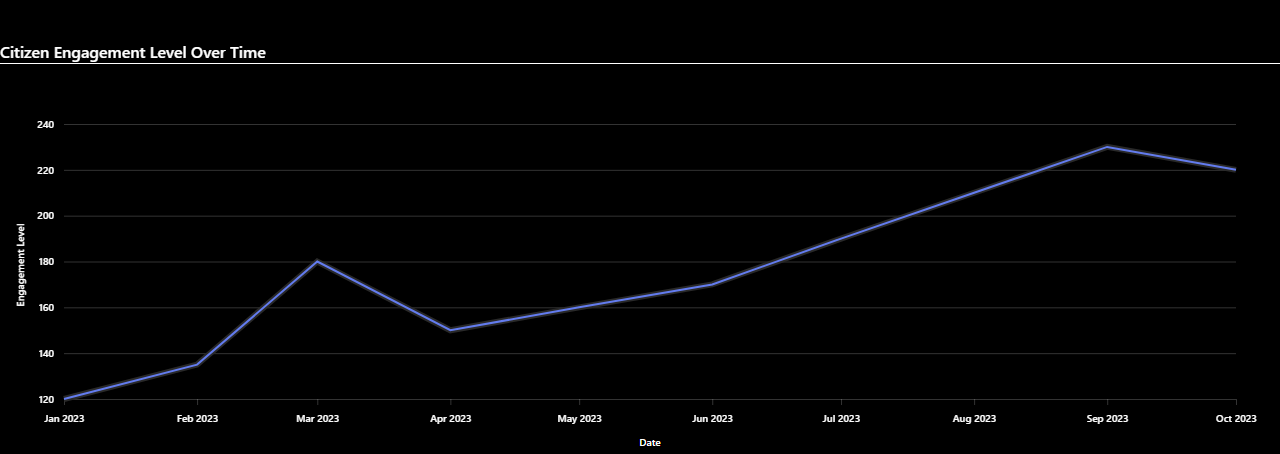 Citizen Engagement Level Over Time
240
220
200
180
160
140
120
Engagement Level
Jan 2023 Feb 2023 Mar 2023 Apr 2023 May 2023 Jun 2023 Jul 2023 Aug 2023 Sep 2023 Oct 2023
Date